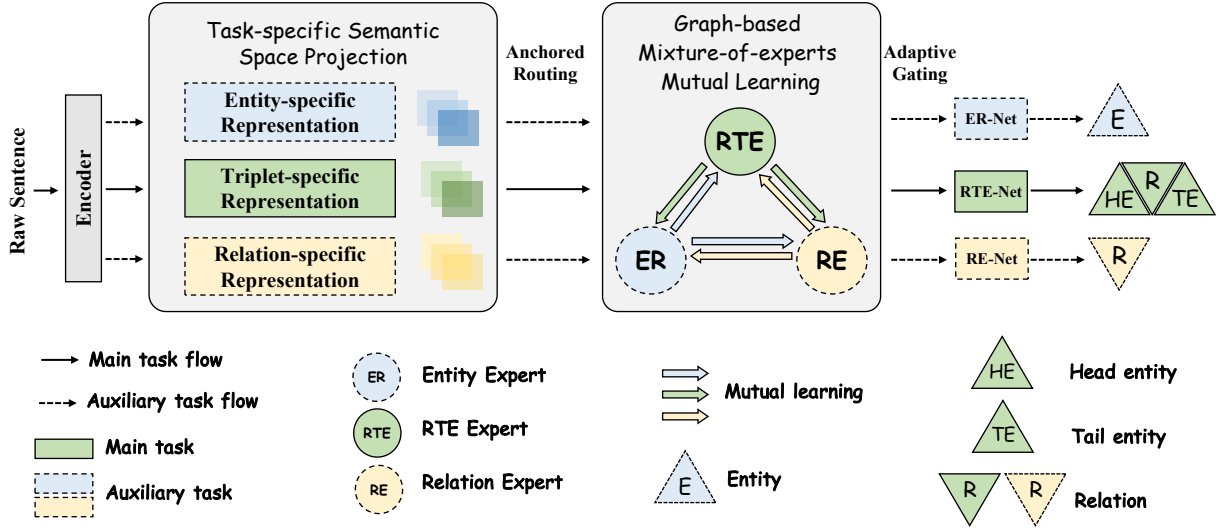 Raw Sentence
Encoder
Task-specific Semantic
Space Projection
Entity-specific
Representation
Triplet-specific
Representation
Relation-specific
Representation
Anchored
Routing
Graph-based
Mixture-of-experts
Mutual Learning
RTE
ER
RE
Adaptive
Gating
ER-Net
E
RTE-Net
HE
R
TE
RE-Net
R
Main task flow
Auxiliary task flow
Main task
Auxiliary task
ER
Entity Expert
RTE
RTE Expert
RE
Relation Expert
Mutual learning
E
Entity
HE
Head entity
TE
Tail entity
R
R
Relation